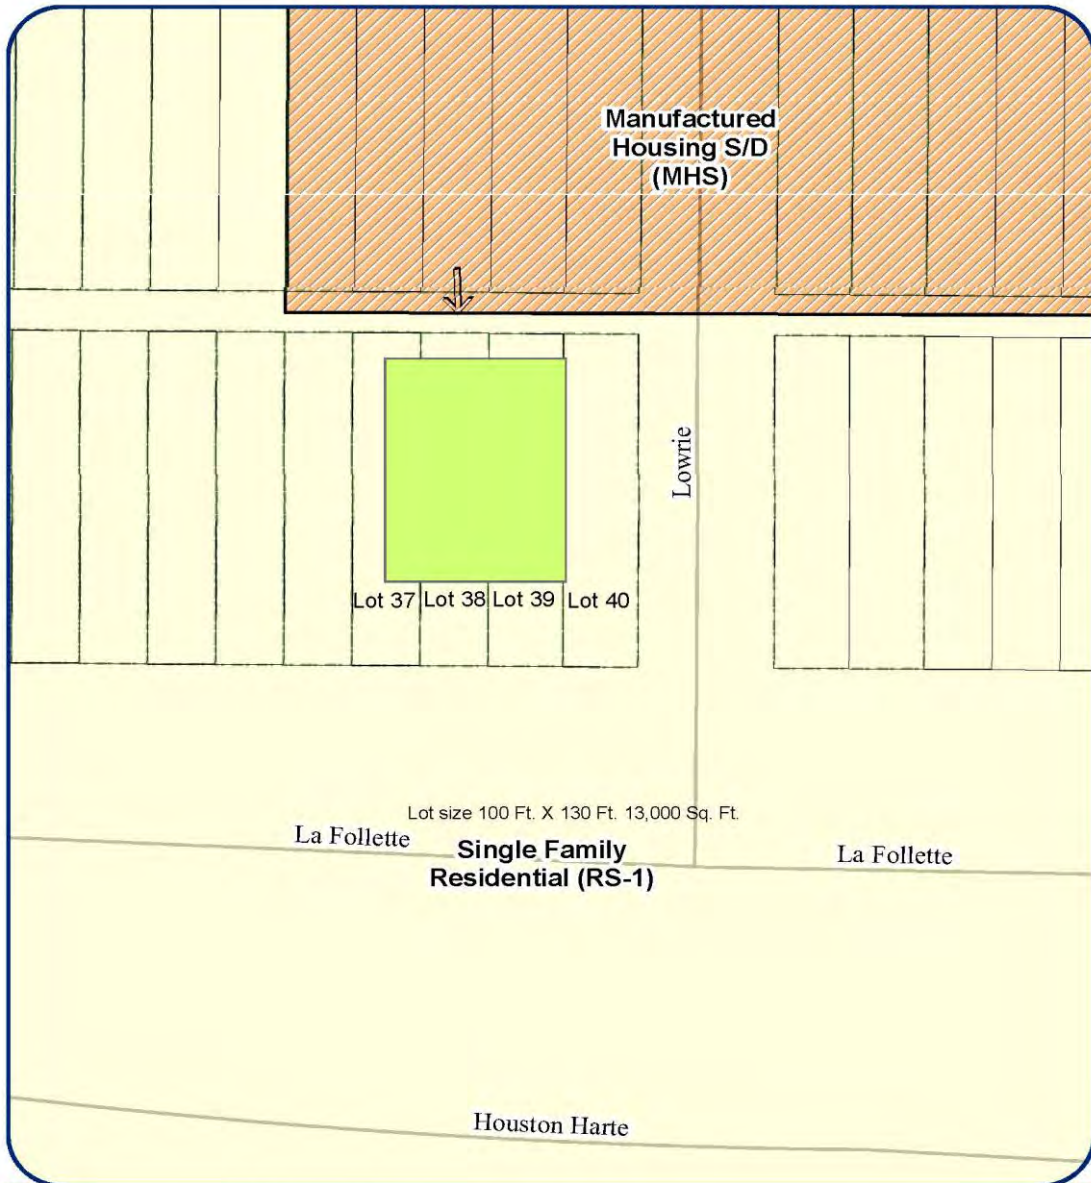 Manufactured
Housing S/D
(MHS)
Lowrie
Lot 37 Lot 38 Lot 39 Lot 40
Lot size 100 Ft. X 130 Ft. 13,000 Sq. Ft.
La Follette
Single Family
Residential (RS-1)
La Follette
Houston Harte